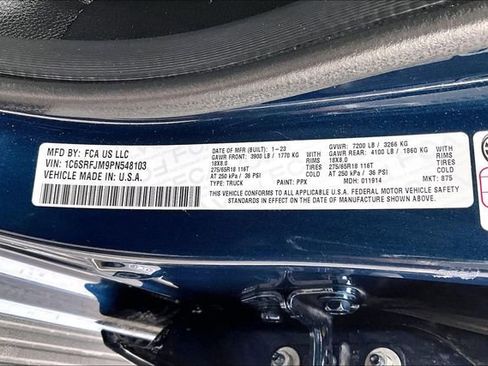 MFD BY: FCA US LLC
VIN: 1C6SRFJM9PN548103
VEHICLE MADE IN U.S.A.
DATE OF MFR (BUILT): 1-23
GAWR FRONT: 3900 LB / 1770 KG
18X8.0
275/65R18 116T TIRES
AT 250 kPa / 36 PSI COLD
TYPE: TRUCK PAINT: PPX
GVWR: 7200 LB / 3266 KG
GAWR REAR: 4100 LB / 1860 KG
18X8.0
275/65R18 116T TIRES
AT 250 kPa / 36 PSI COLD
MDH: 011914 MKT: 875
THIS VEHICLE CONFORMS TO ALL APPLICABLE U.S.A. FEDERAL MOTOR VEHICLE SAFETY
STANDARDS IN EFFECT ON THE DATE OF MANUFACTURE SHOWN ABOVE.